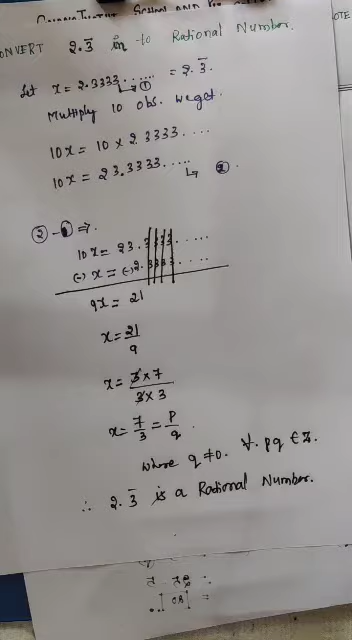 CONVERT 2.3̅ in to Rational Number.
Let x = 2.3333...... = 2.3̅.
↳ ①
Multiply 10 obs. we get.
10x = 10 × 2.3333....
10x = 23.3333.....
↳ ②.
② - ① ⇒.
10x = 23.3333.....
(-) x = (-) 2.3333.....
9x = 21
x = 21/9
x = 3×7/3×3
x = 7/3 = p/q.
where q ≠ 0. ∀. pq ∈ Z.
∴ 2.3̅ is a Rational Number.